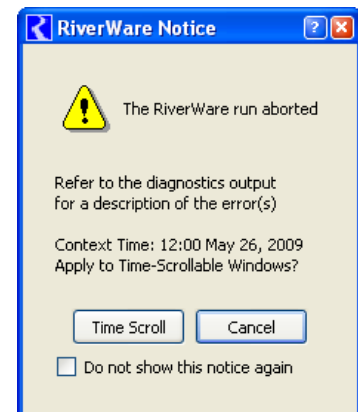 RiverWare Notice
The RiverWare run aborted
Refer to the diagnostics output
for a description of the error(s)
Context Time: 12:00 May 26, 2009
Apply to Time-Scrollable Windows?
Time Scroll Cancel
Do not show this notice again